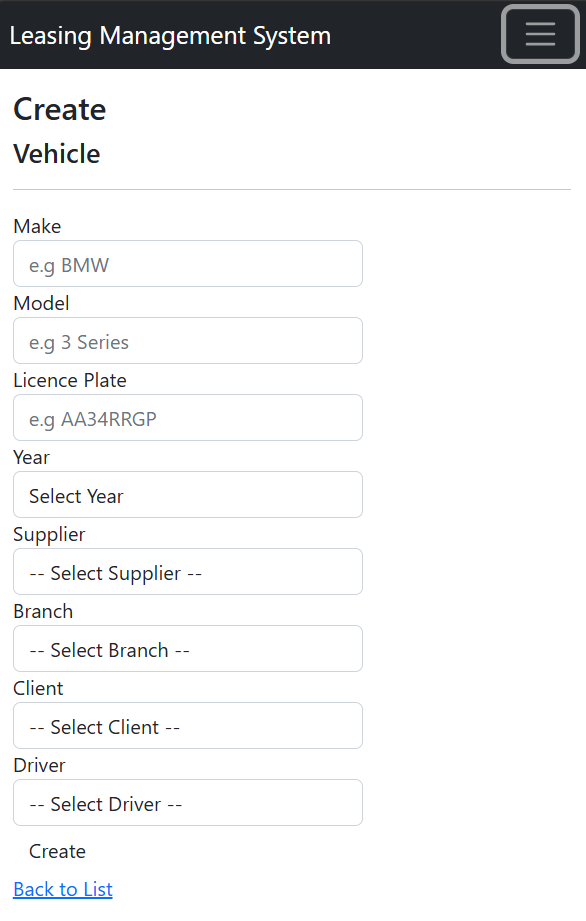 Leasing Management System
Create
Vehicle
Make
e.g BMW
Model
e.g 3 Series
Licence Plate
e.g AA34RRGP
Year
Select Year
Supplier
-- Select Supplier --
Branch
-- Select Branch --
Client
-- Select Client --
Driver
-- Select Driver --
Create
Back to List